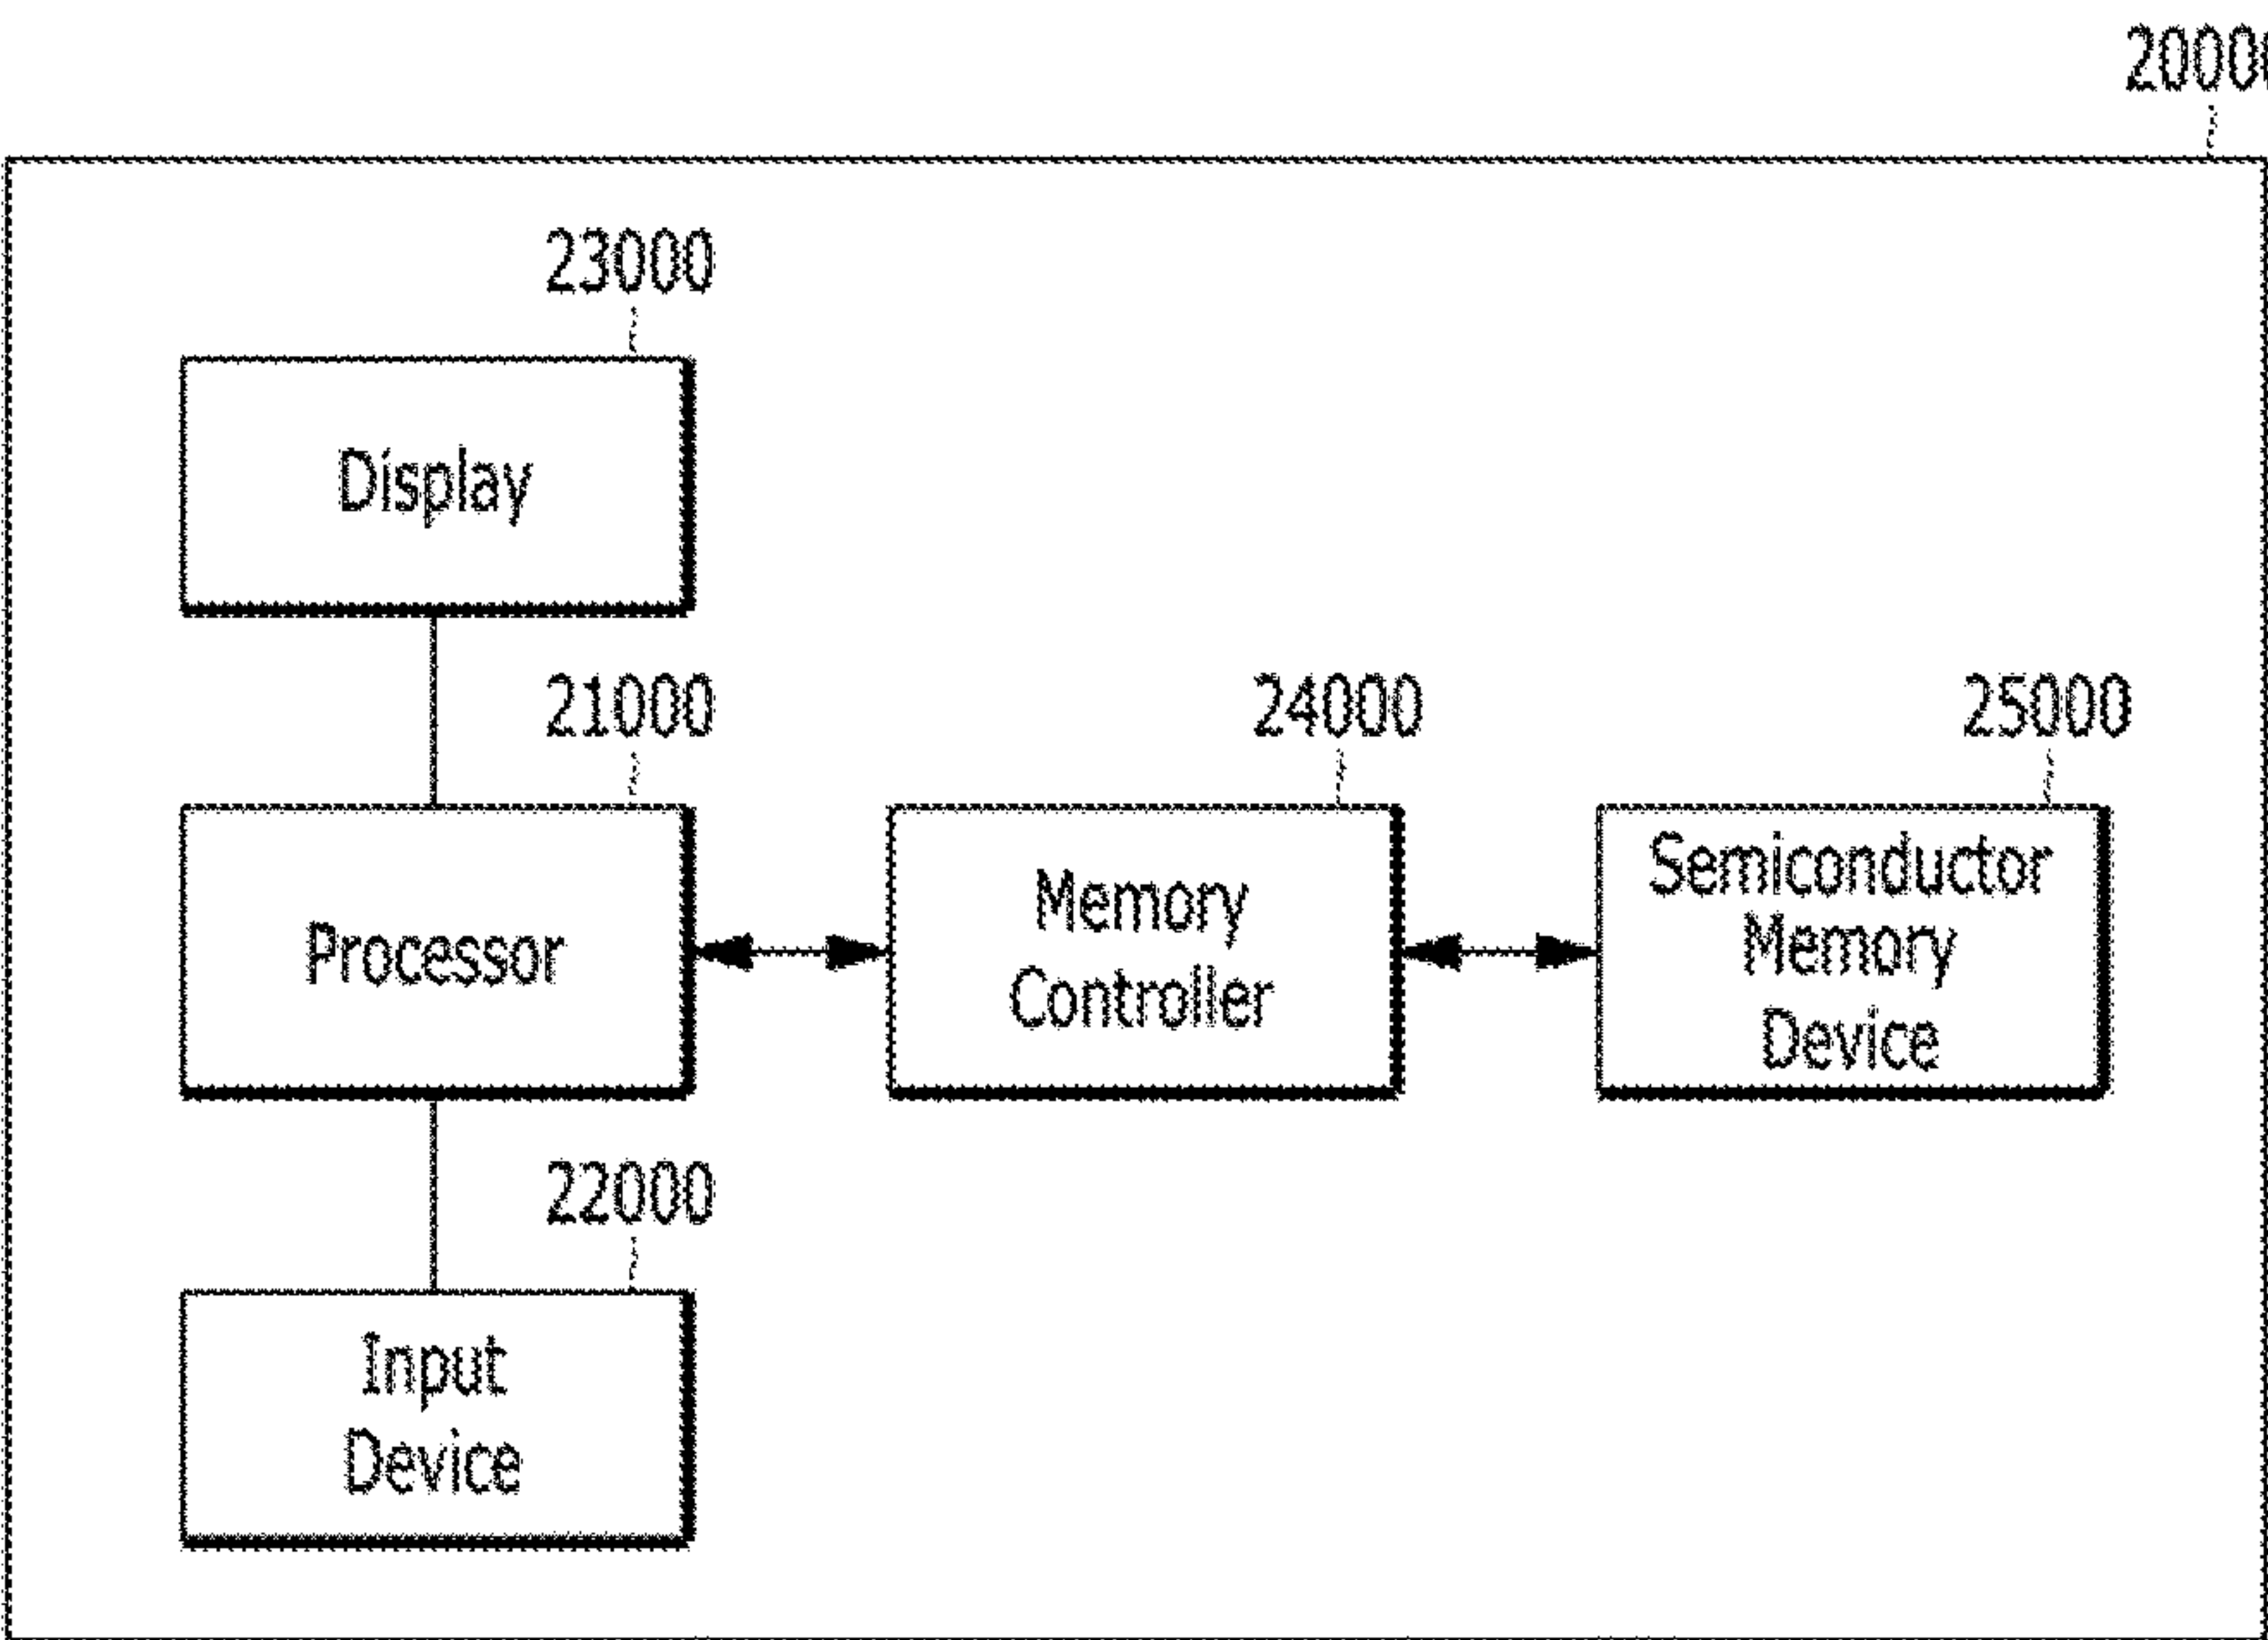 2000
23000
Display
21000
24000
25000
Processor
Memory
Controller
Semiconductor
Memory
Device
22000
Input
Device